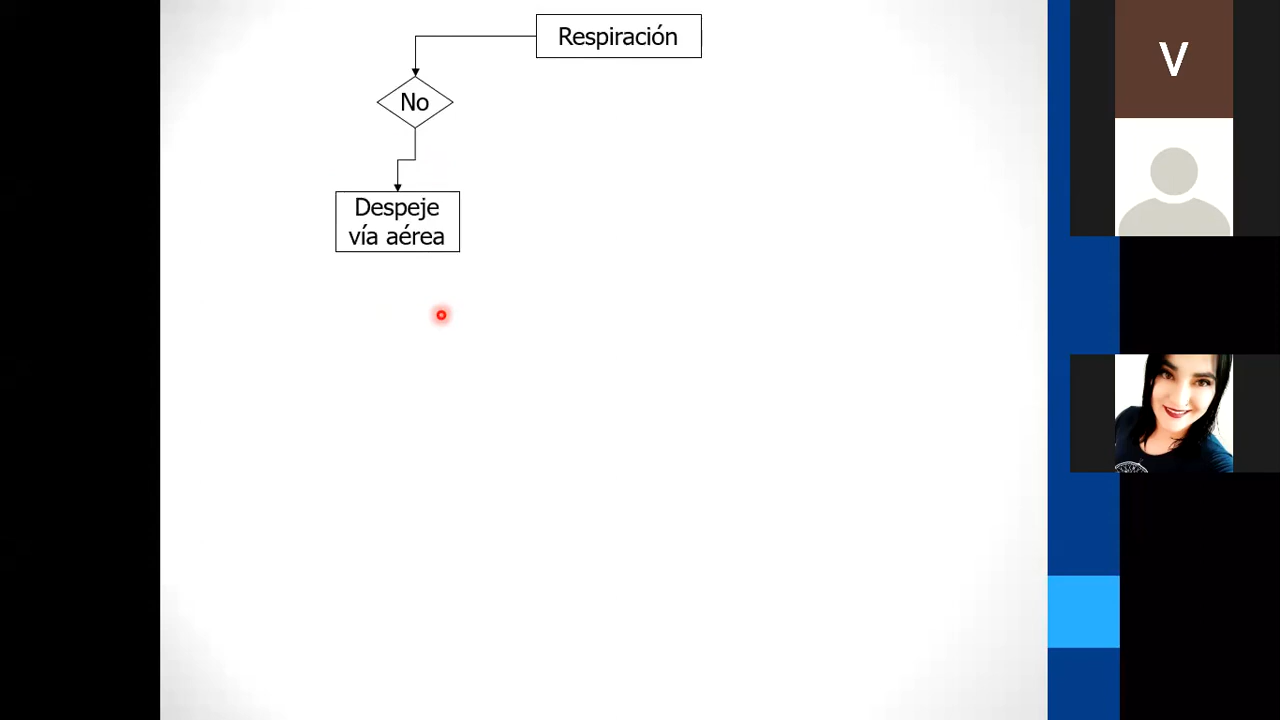 Respiración
No
Despeje
vía aérea
V